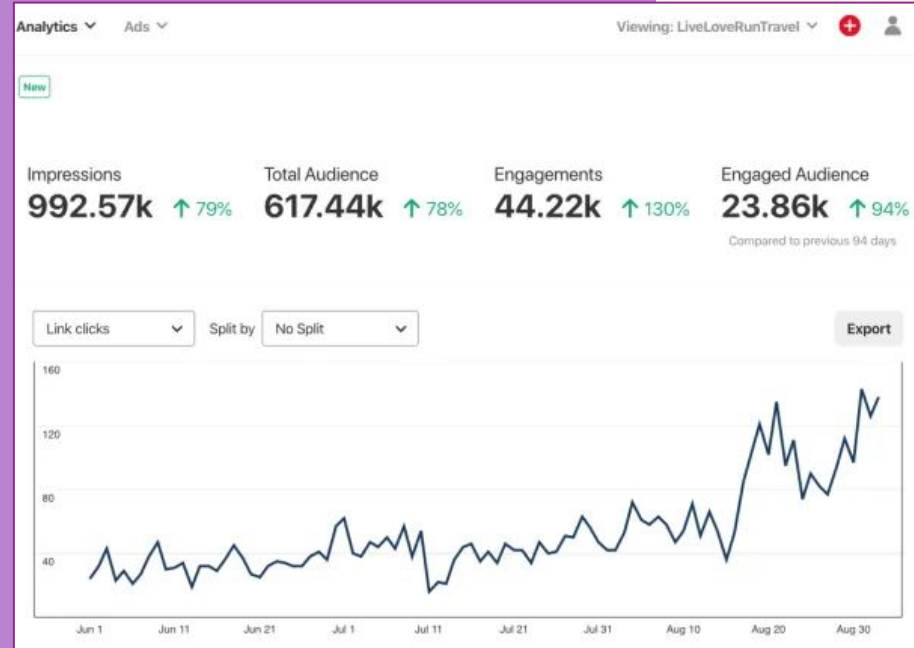 Analytics Ads Viewing: LiveLoveRunTravel
New
Impressions Total Audience Engagements Engaged Audience
992.57k ↑ 79% 617.44k ↑ 78% 44.22k ↑ 130% 23.86k ↑ 94%
Compared to previous 94 days
Link clicks Split by No Split Export
160
120
80
40
Jun 1 Jun 11 Jun 21 Jul 1 Jul 11 Jul 21 Jul 31 Aug 10 Aug 20 Aug 30